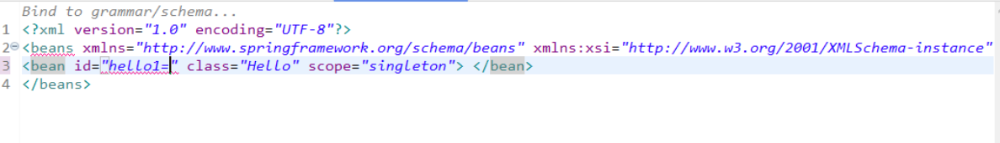 Bind to grammar/schema...
1 <?xml version="1.0" encoding="UTF-8"?>
2 <beans xmlns="http://www.springframework.org/schema/beans" xmlns:xsi="http://www.w3.org/2001/XMLSchema-instance"
3 <bean id="hello1=" class="Hello" scope="singleton"> </bean>
4 </beans>